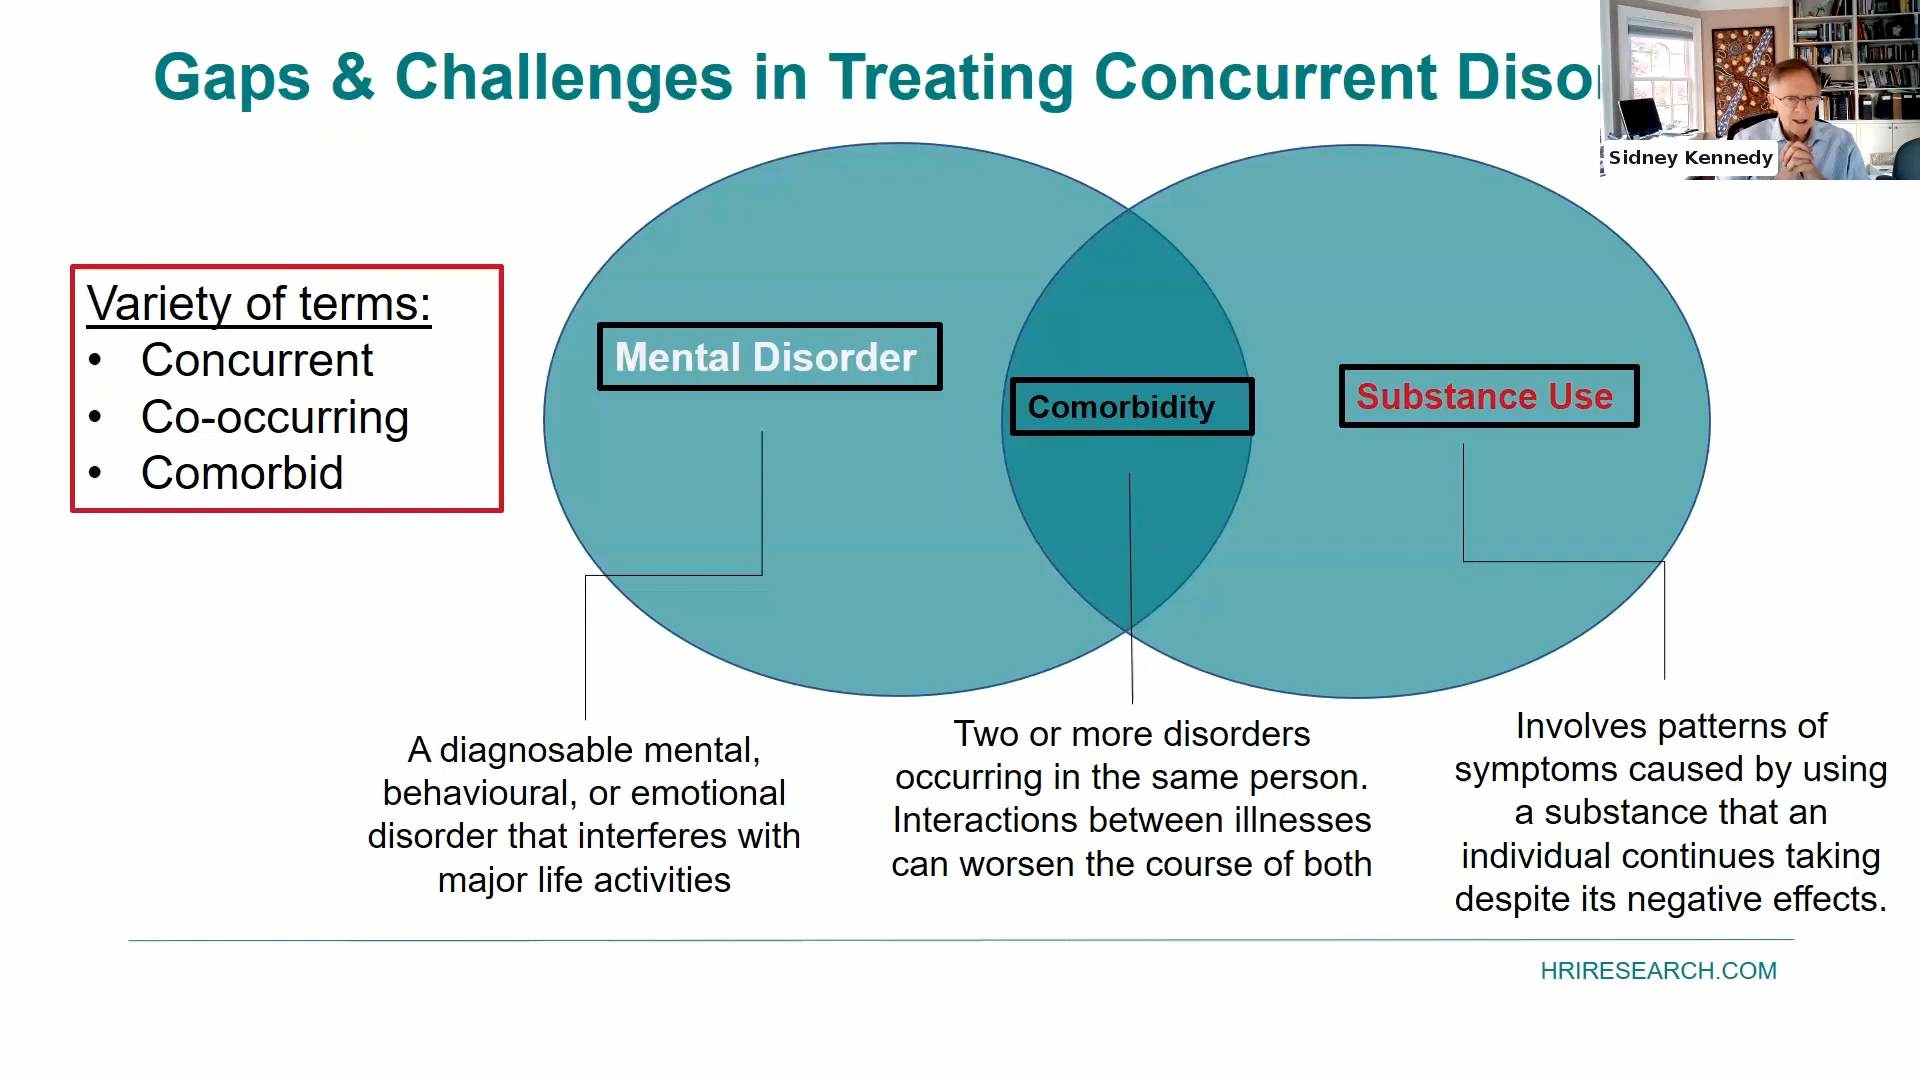 Gaps & Challenges in Treating Concurrent
Sidney Kennedy
Variety of terms:
• Concurrent
• Co-occurring
• Comorbid
Mental Disorder
Comorbidity
Substance Use
A diagnosable mental,
behavioural, or emotional
disorder that interferes with
major life activities
Two or more disorders
occurring in the same person.
Interactions between illnesses
can worsen the course of both
Involves patterns of
symptoms caused by using
a substance that an
individual continues taking
despite its negative effects.
HRIRESEARCH.COM